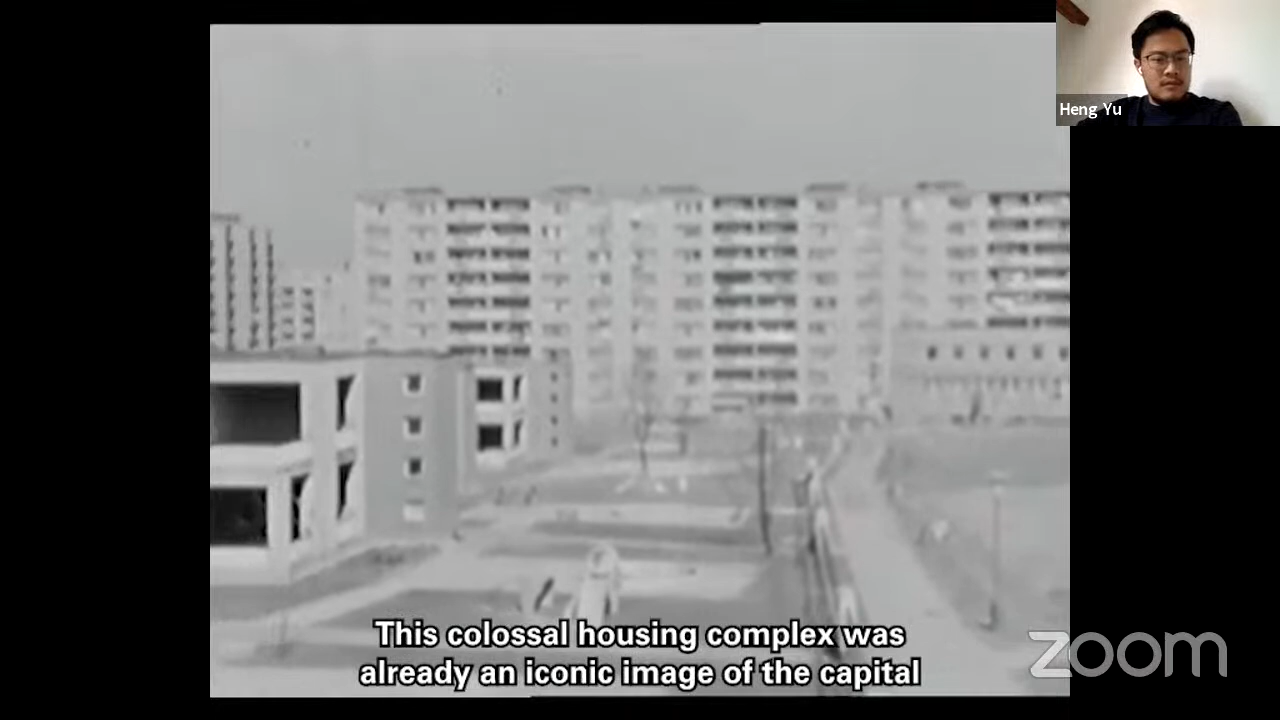 Heng Yu
This colossal housing complex was
already an iconic image of the capital
zoom